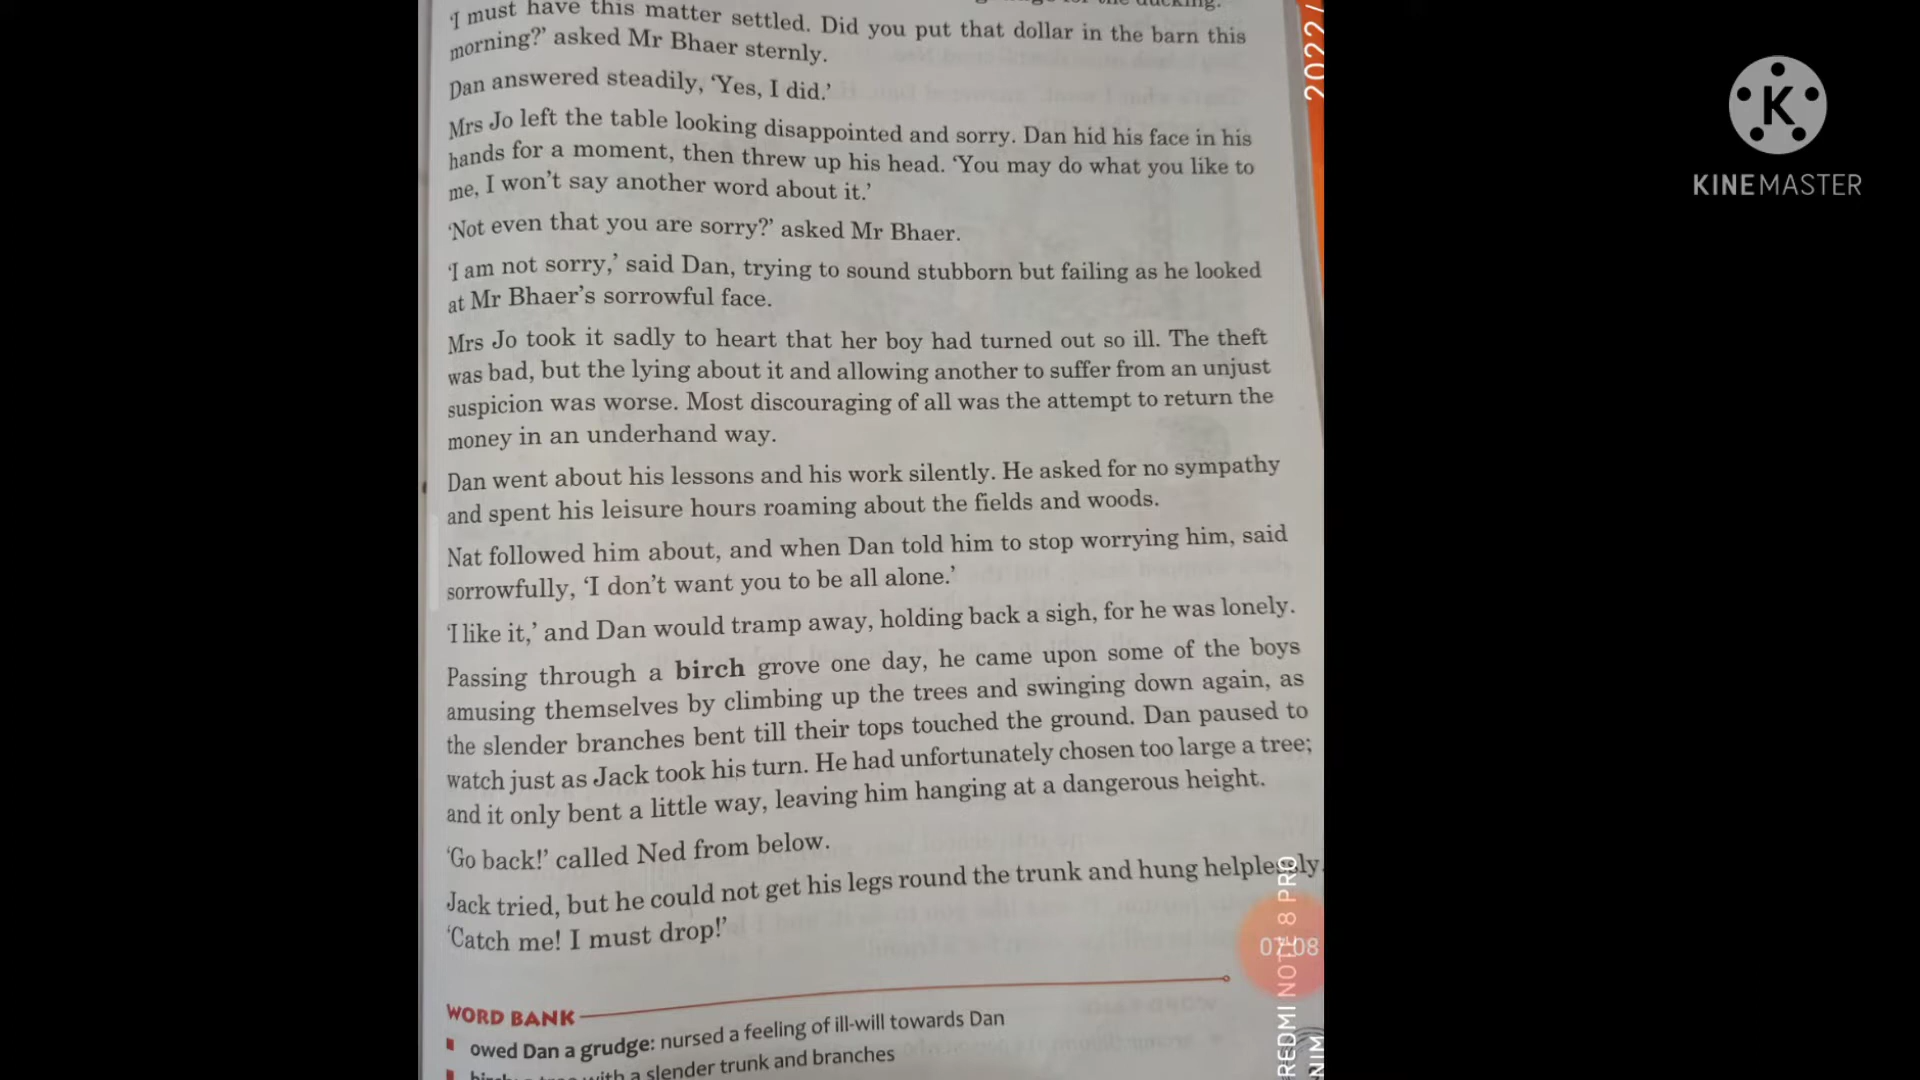 the ducking.
'I must have this matter settled. Did you put that dollar in the barn this
morning?' asked Mr Bhaer sternly.
Dan answered steadily, 'Yes, I did.'
Mrs Jo left the table looking disappointed and sorry. Dan hid his face in his
hands for a moment, then threw up his head. 'You may do what you like to
me, I won't say another word about it.'
'Not even that you are sorry?' asked Mr Bhaer.
'I am not sorry,' said Dan, trying to sound stubborn but failing as he looked
at Mr Bhaer's sorrowful face.
Mrs Jo took it sadly to heart that her boy had turned out so ill. The theft
was bad, but the lying about it and allowing another to suffer from an unjust
suspicion was worse. Most discouraging of all was the attempt to return the
money in an underhand way.
Dan went about his lessons and his work silently. He asked for no sympathy
and spent his leisure hours roaming about the fields and woods.
Nat followed him about, and when Dan told him to stop worrying him, said
sorrowfully, 'I don't want you to be all alone.'
'I like it,' and Dan would tramp away, holding back a sigh, for he was lonely.
Passing through a birch grove one day, he came upon some of the boys
amusing themselves by climbing up the trees and swinging down again, as
the slender branches bent till their tops touched the ground. Dan paused to
watch just as Jack took his turn. He had unfortunately chosen too large a tree;
and it only bent a little way, leaving him hanging at a dangerous height.
'Go back!' called Ned from below.
Jack tried, but he could not get his legs round the trunk and hung helplessly.
'Catch me! I must drop!'
WORD BANK
owed Dan a grudge: nursed a feeling of ill-will towards Dan
birch: a tree with a slender trunk and branches
2022/
07:08
REDMI NOTE 8 PRO
K
KINEMASTER